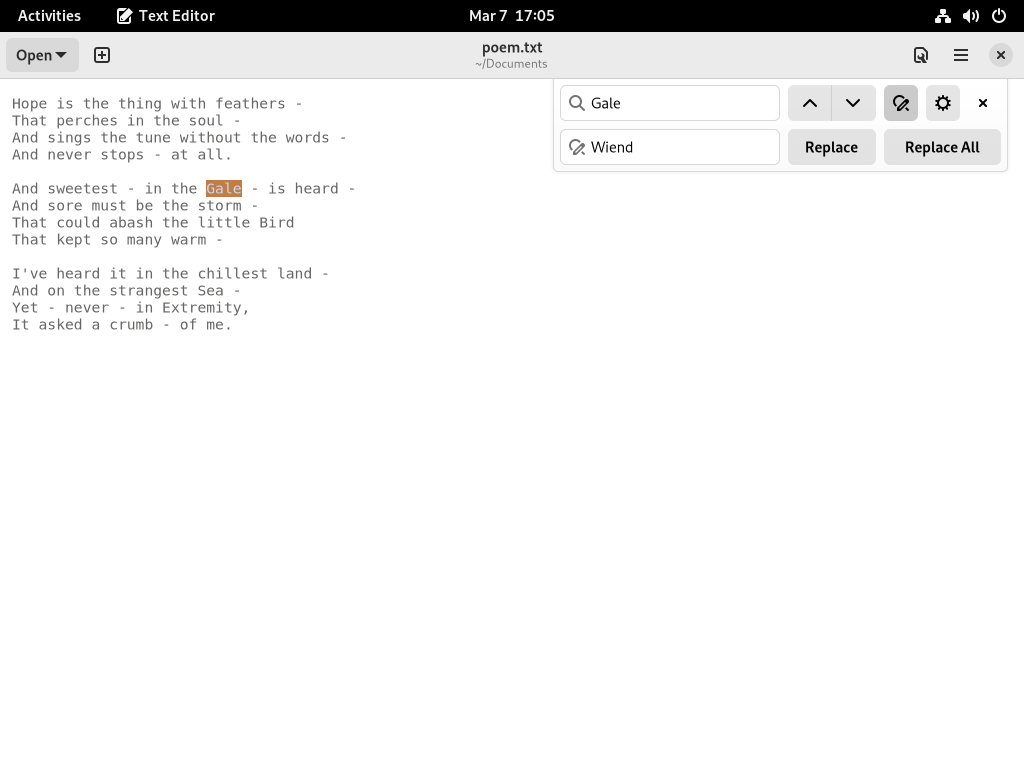 Activities
Text Editor
Mar 7 17:05
Open
poem.txt
~/Documents
Gale
Wiend
Replace
Replace All
Hope is the thing with feathers -
That perches in the soul -
And sings the tune without the words -
And never stops - at all.
And sweetest - in the Gale - is heard -
And sore must be the storm -
That could abash the little Bird
That kept so many warm -
I've heard it in the chillest land -
And on the strangest Sea -
Yet - never - in Extremity,
It asked a crumb - of me.